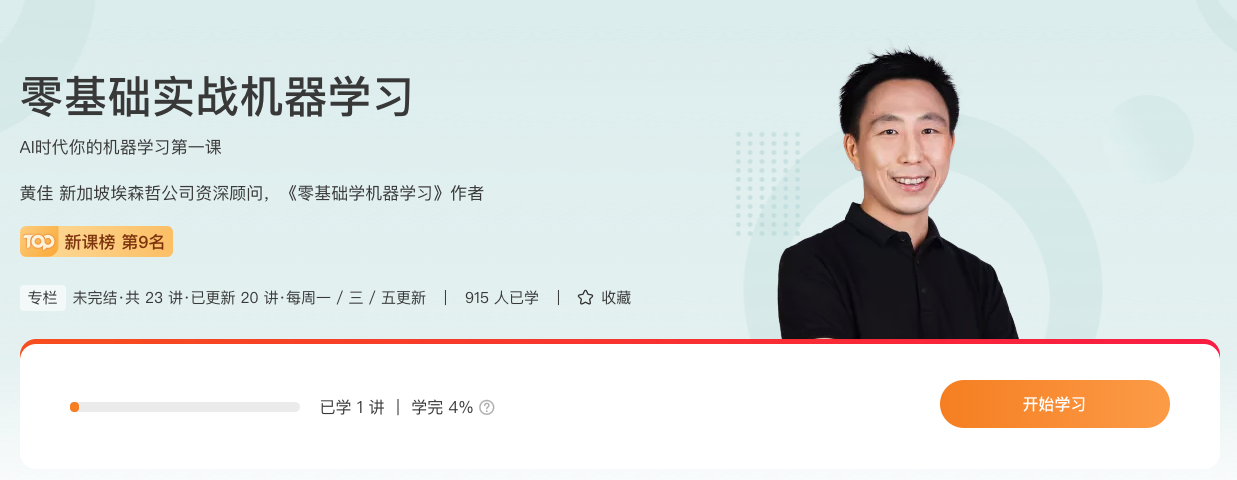 零基础实战机器学习
AI时代你的机器学习第一课
黄佳 新加坡埃森哲公司资深顾问，《零基础学机器学习》作者
TOP 新课榜 第9名
专栏 未完结·共 23 讲·已更新 20 讲·每周一 / 三 / 五更新 | 915 人已学 | 收藏
已学 1 讲 | 学完 4% ?
开始学习